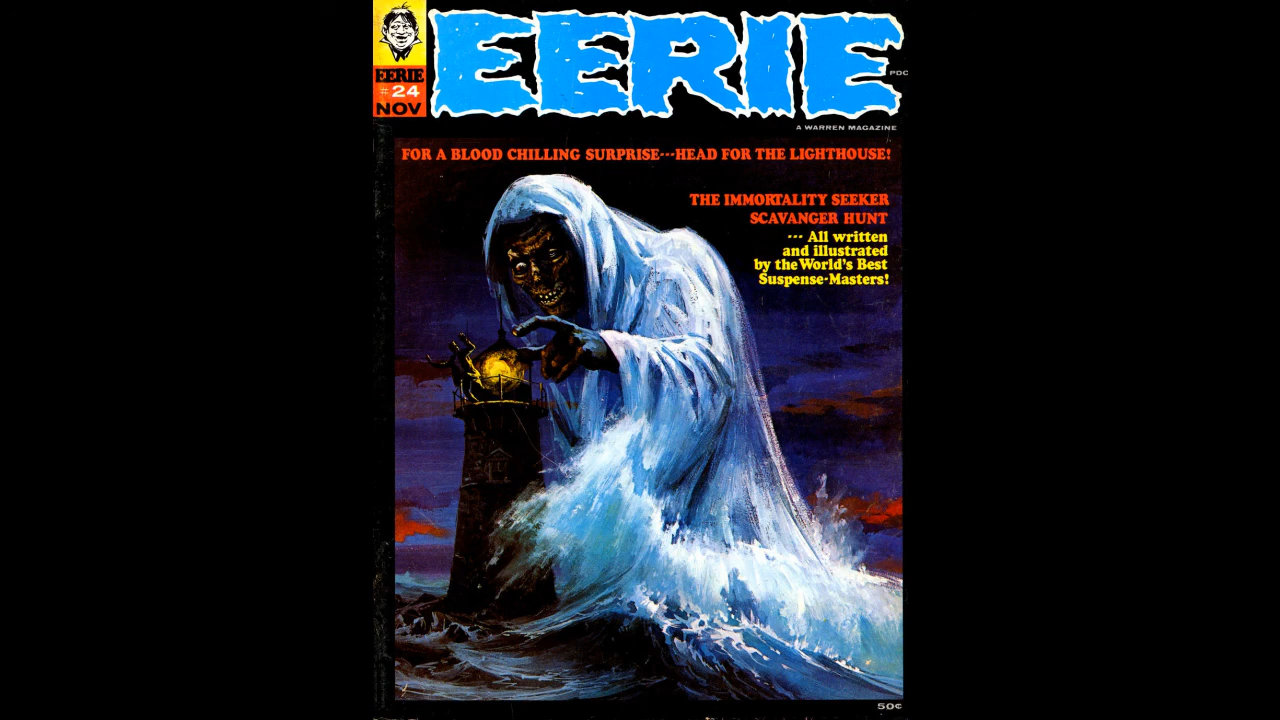 EERIE
EERIE
# 24
NOV
PDC
A WARREN MAGAZINE
FOR A BLOOD CHILLING SURPRISE---HEAD FOR THE LIGHTHOUSE!
THE IMMORTALITY SEEKER
SCAVANGER HUNT
--- All written
and illustrated
by the World's Best
Suspense-Masters!
50¢